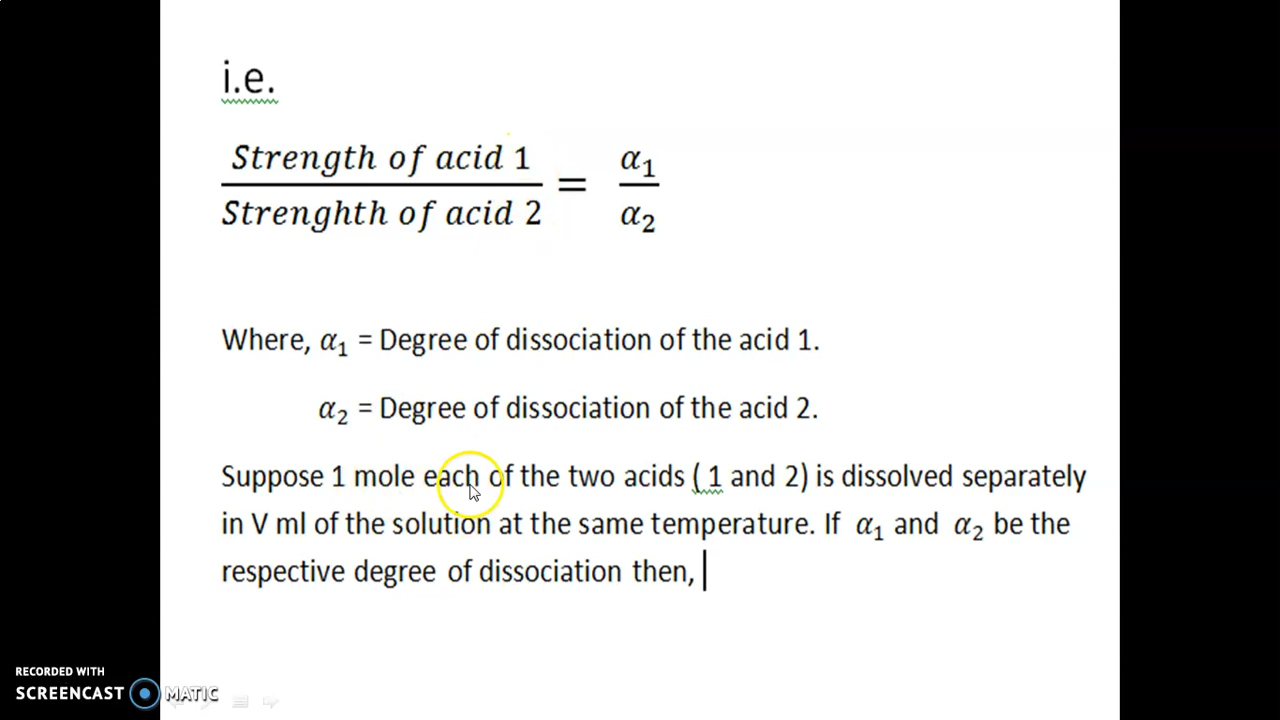 i.e.
Strength of acid 1 / Strenghth of acid 2 = α₁ / α₂
Where, α₁ = Degree of dissociation of the acid 1.
α₂ = Degree of dissociation of the acid 2.
Suppose 1 mole each of the two acids ( 1 and 2) is dissolved separately
in V ml of the solution at the same temperature. If α₁ and α₂ be the
respective degree of dissociation then,
RECORDED WITH
SCREENCAST MATIC